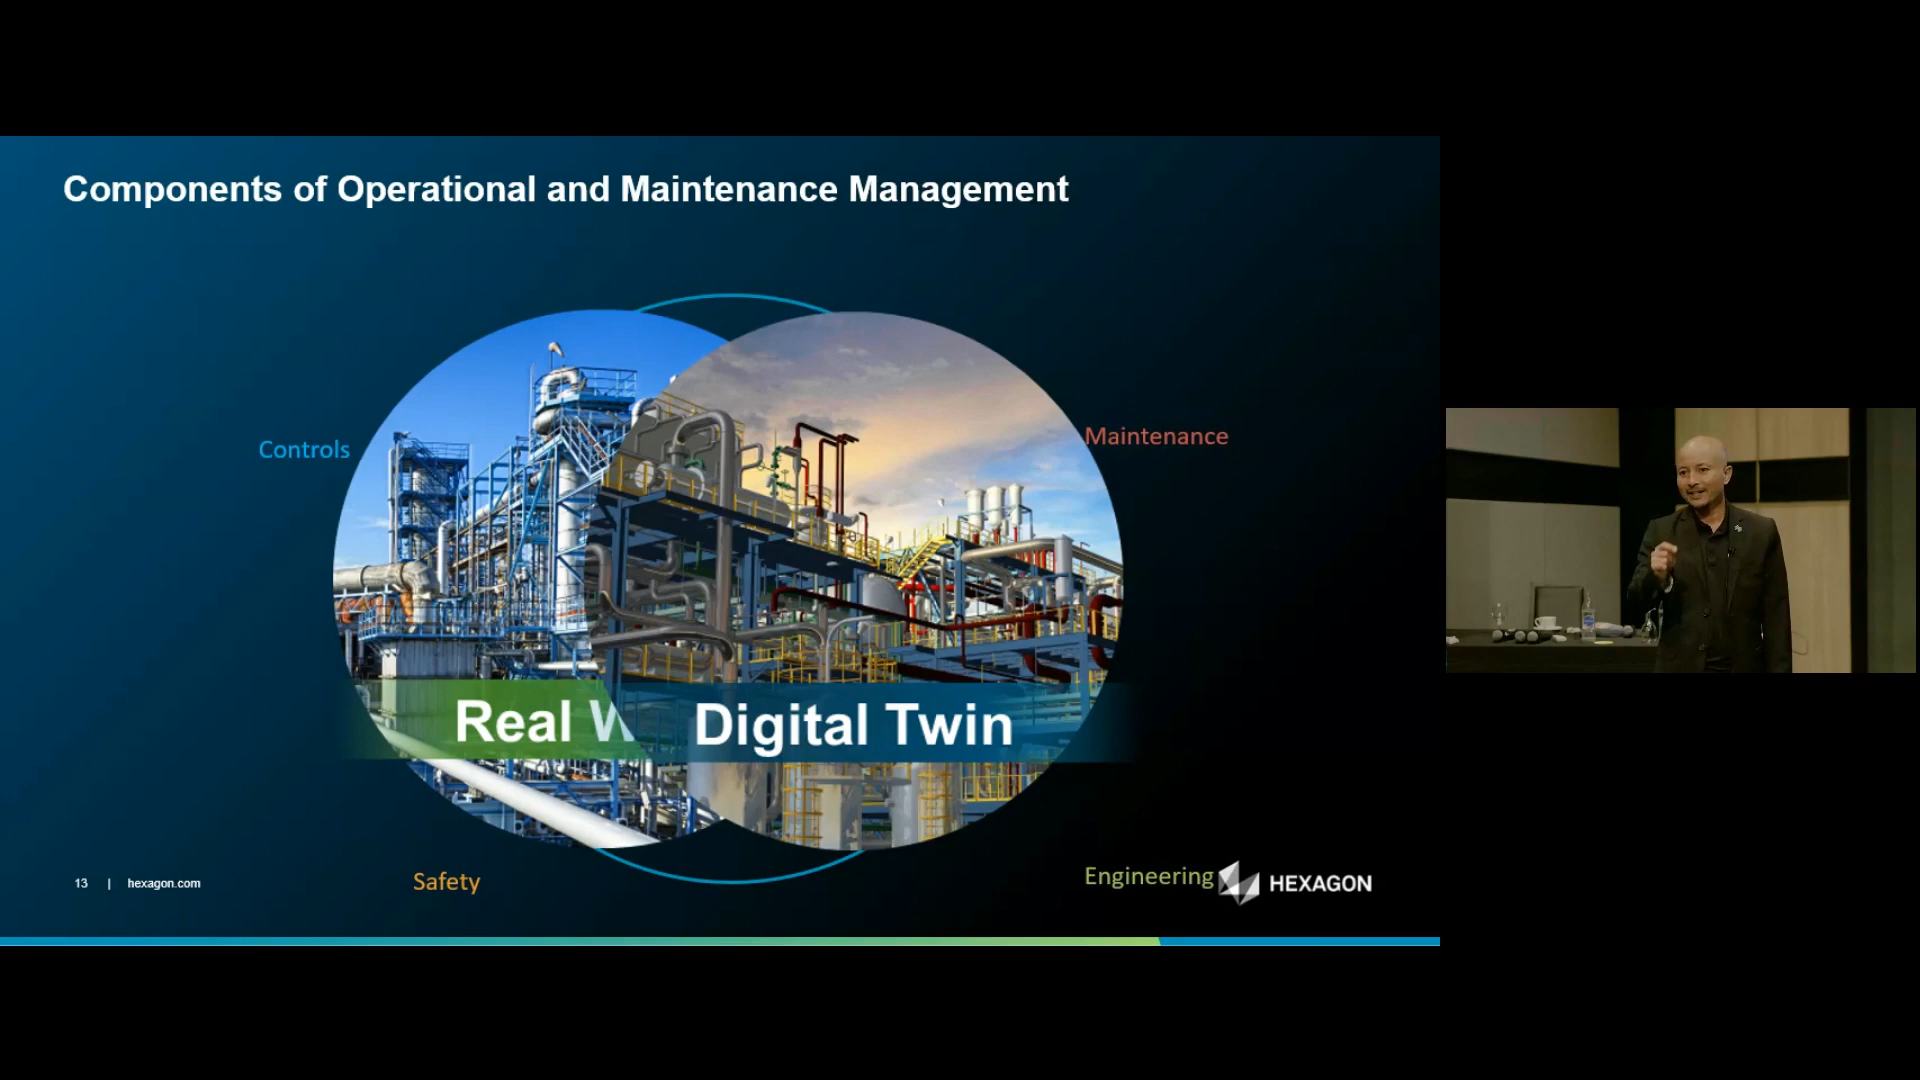 Components of Operational and Maintenance Management
Controls
Maintenance
Real W
Digital Twin
Safety
Engineering
HEXAGON
13 | hexagon.com